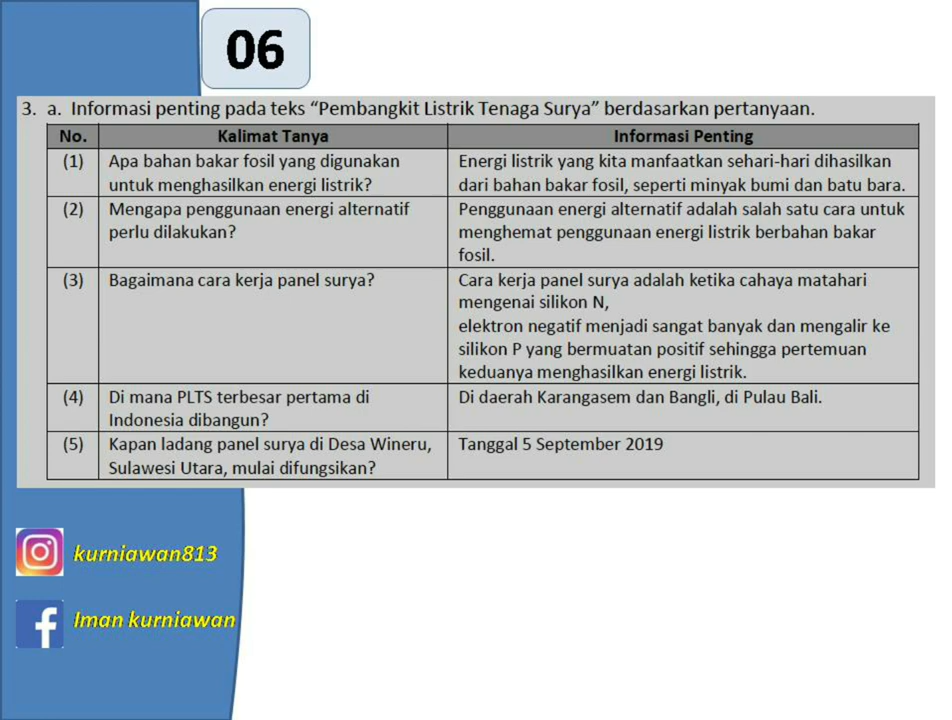 06
3. a. Informasi penting pada teks “Pembangkit Listrik Tenaga Surya” berdasarkan pertanyaan.
No. Kalimat Tanya Informasi Penting
(1) Apa bahan bakar fosil yang digunakan
untuk menghasilkan energi listrik?
Energi listrik yang kita manfaatkan sehari-hari dihasilkan
dari bahan bakar fosil, seperti minyak bumi dan batu bara.
(2) Mengapa penggunaan energi alternatif
perlu dilakukan?
Penggunaan energi alternatif adalah salah satu cara untuk
menghemat penggunaan energi listrik berbahan bakar
fosil.
(3) Bagaimana cara kerja panel surya?
Cara kerja panel surya adalah ketika cahaya matahari
mengenai silikon N,
elektron negatif menjadi sangat banyak dan mengalir ke
silikon P yang bermuatan positif sehingga pertemuan
keduanya menghasilkan energi listrik.
(4) Di mana PLTS terbesar pertama di
Indonesia dibangun?
Di daerah Karangasem dan Bangli, di Pulau Bali.
(5) Kapan ladang panel surya di Desa Wineru,
Sulawesi Utara, mulai difungsikan?
Tanggal 5 September 2019
kurniawan813
Iman kurniawan